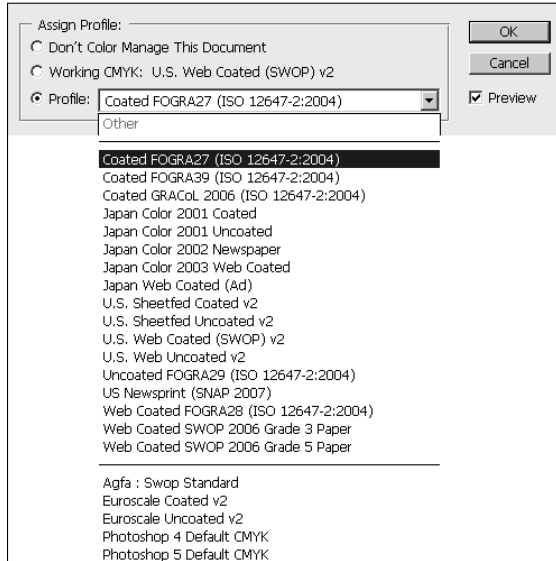 Assign Profile:
Don't Color Manage This Document
Working CMYK: U.S. Web Coated (SWOP) v2
Profile: Coated FOGRA27 (ISO 12647-2:2004)
OK
Cancel
Preview
Other
Coated FOGRA27 (ISO 12647-2:2004)
Coated FOGRA39 (ISO 12647-2:2004)
Coated GRACoL 2006 (ISO 12647-2:2004)
Japan Color 2001 Coated
Japan Color 2001 Uncoated
Japan Color 2002 Newspaper
Japan Color 2003 Web Coated
Japan Web Coated (Ad)
U.S. Sheetfed Coated v2
U.S. Sheetfed Uncoated v2
U.S. Web Coated (SWOP) v2
U.S. Web Uncoated v2
Uncoated FOGRA29 (ISO 12647-2:2004)
US Newsprint (SNAP 2007)
Web Coated FOGRA28 (ISO 12647-2:2004)
Web Coated SWOP 2006 Grade 3 Paper
Web Coated SWOP 2006 Grade 5 Paper
Agfa : Swop Standard
Euroscale Coated v2
Euroscale Uncoated v2
Photoshop 4 Default CMYK
Photoshop 5 Default CMYK